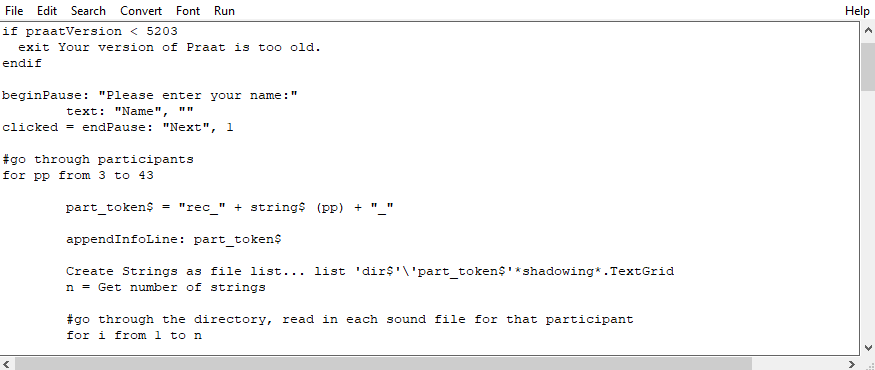 File Edit Search Convert Font Run Help
if praatVersion < 5203
  exit Your version of Praat is too old.
endif

beginPause: "Please enter your name:"
        text: "Name", ""
clicked = endPause: "Next", 1

#go through participants
for pp from 3 to 43

        part_token$ = "rec_" + string$ (pp) + "_"

        appendInfoLine: part_token$

        Create Strings as file list... list 'dir$'\'part_token$'*shadowing*.TextGrid
        n = Get number of strings

        #go through the directory, read in each sound file for that participant
        for i from 1 to n